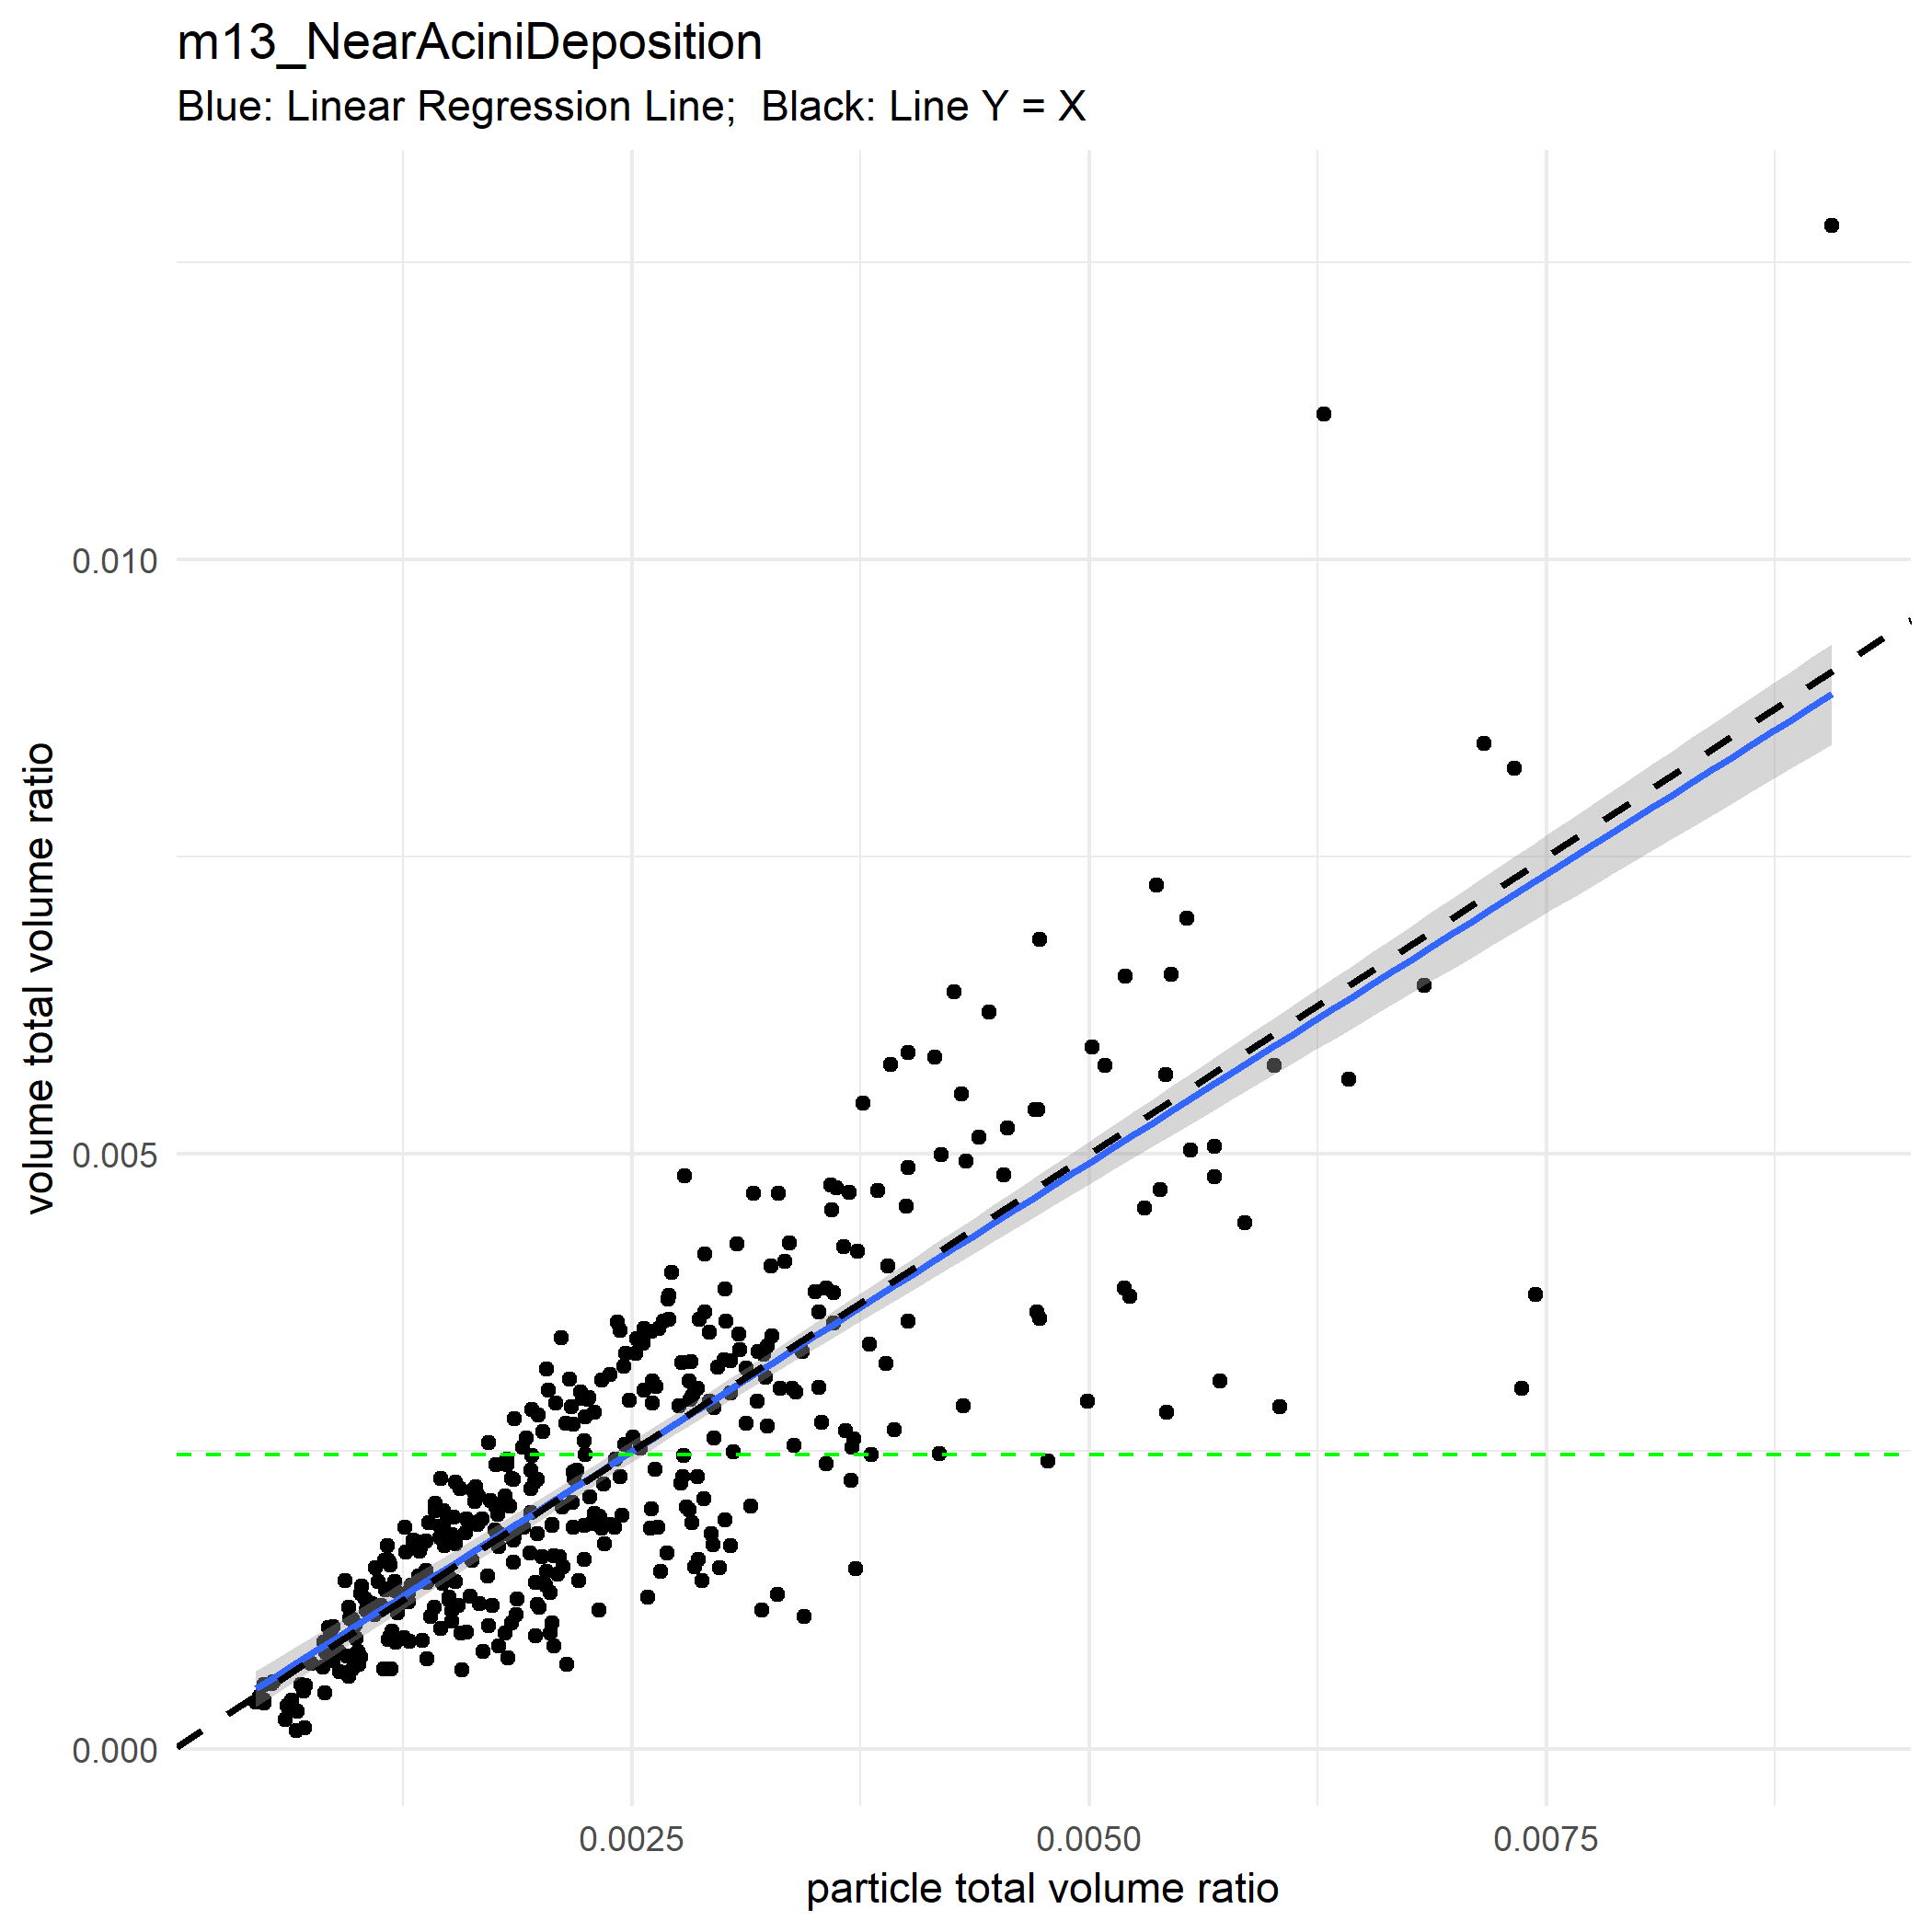 m13_NearAciniDeposition
Blue: Linear Regression Line;  Black: Line Y = X
0.010
0.005
0.000
volume total volume ratio
0.0025
0.0050
0.0075
particle total volume ratio